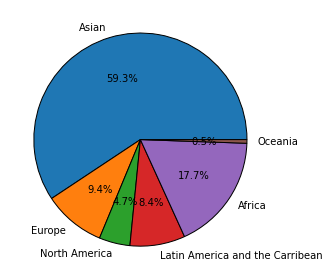 Asian
59.3%
0.5%
Oceania
17.7%
9.4%
4.7%
8.4%
Africa
Europe
North America
Latin America and the Carribean